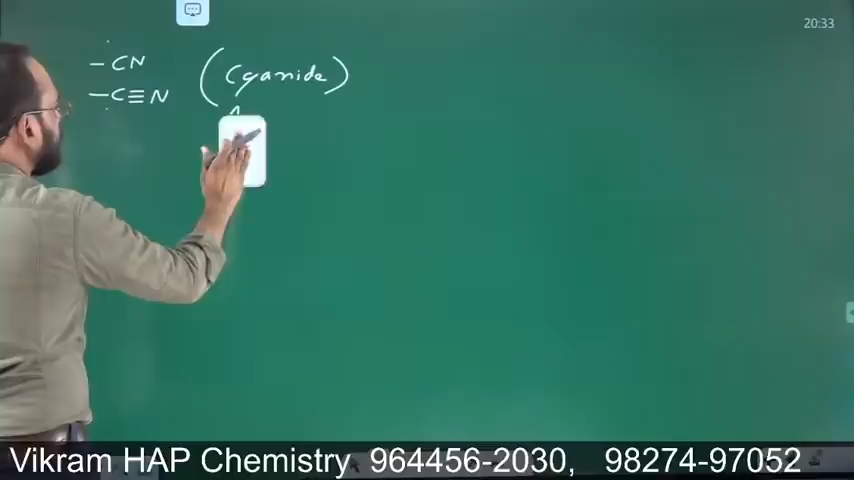 20:33
-CN
-C≡N (Cyanide)
Vikram HAP Chemistry 964456-2030, 98274-97052